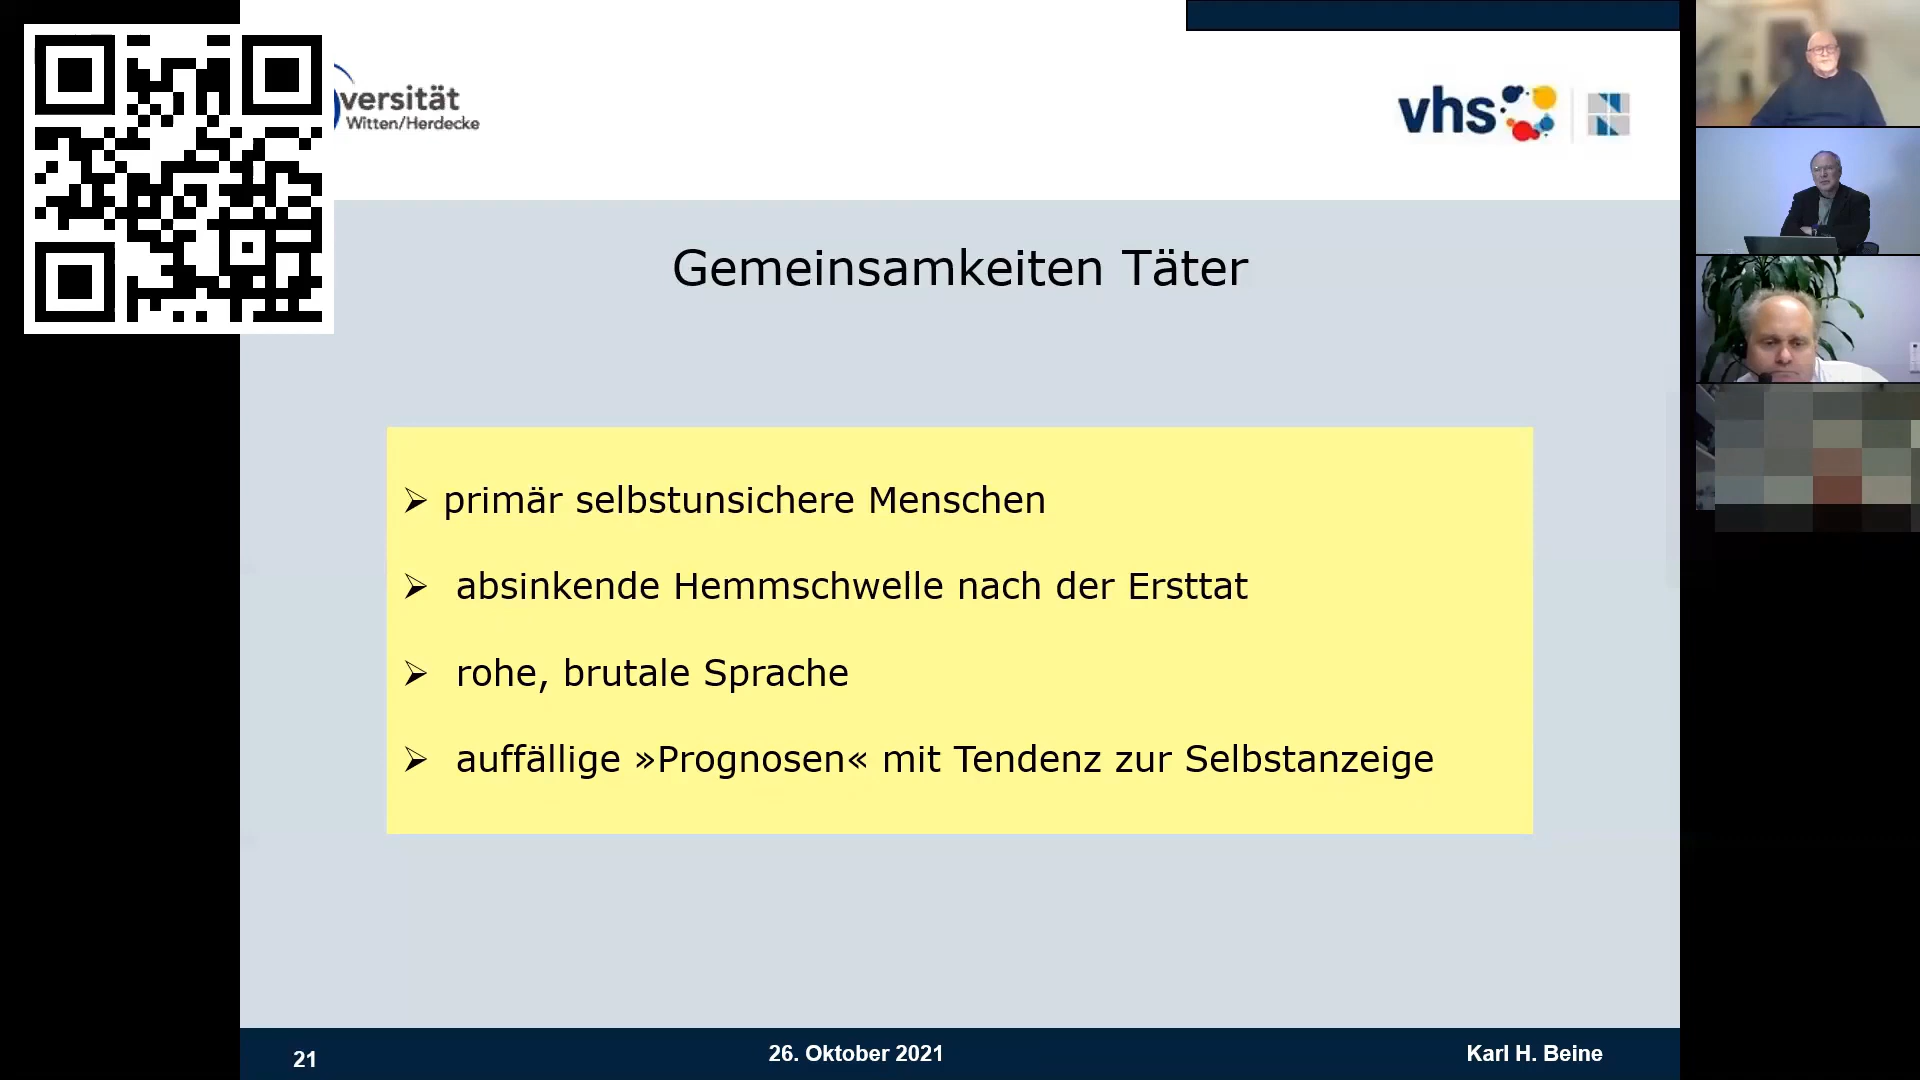 versität
Witten/Herdecke
vhs
Gemeinsamkeiten Täter
➢ primär selbstunsichere Menschen
➢ absinkende Hemmschwelle nach der Ersttat
➢ rohe, brutale Sprache
➢ auffällige »Prognosen« mit Tendenz zur Selbstanzeige
21
26. Oktober 2021
Karl H. Beine